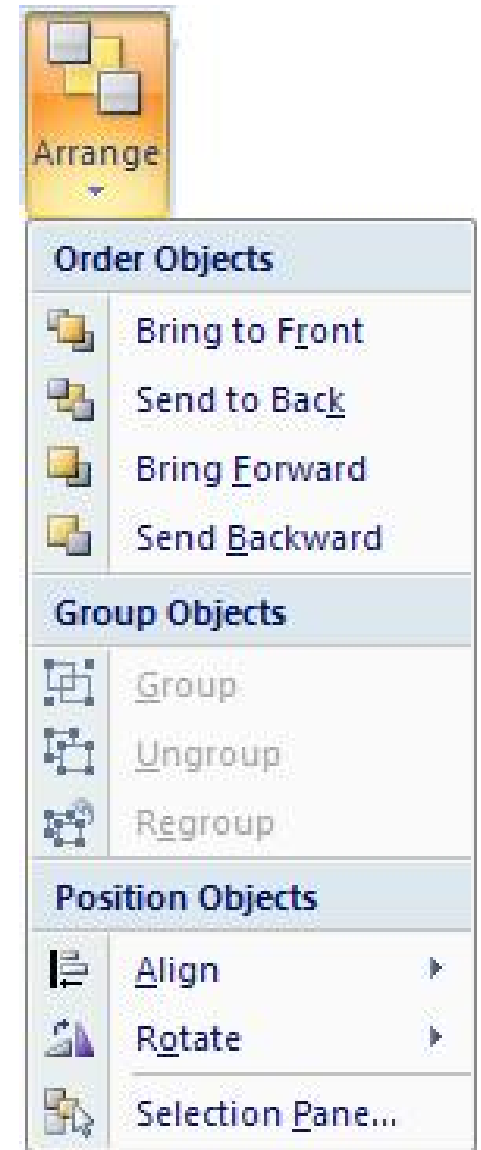 Arrange
Order Objects
Bring to Front
Send to Back
Bring Forward
Send Backward
Group Objects
Group
Ungroup
Regroup
Position Objects
Align
Rotate
Selection Pane...